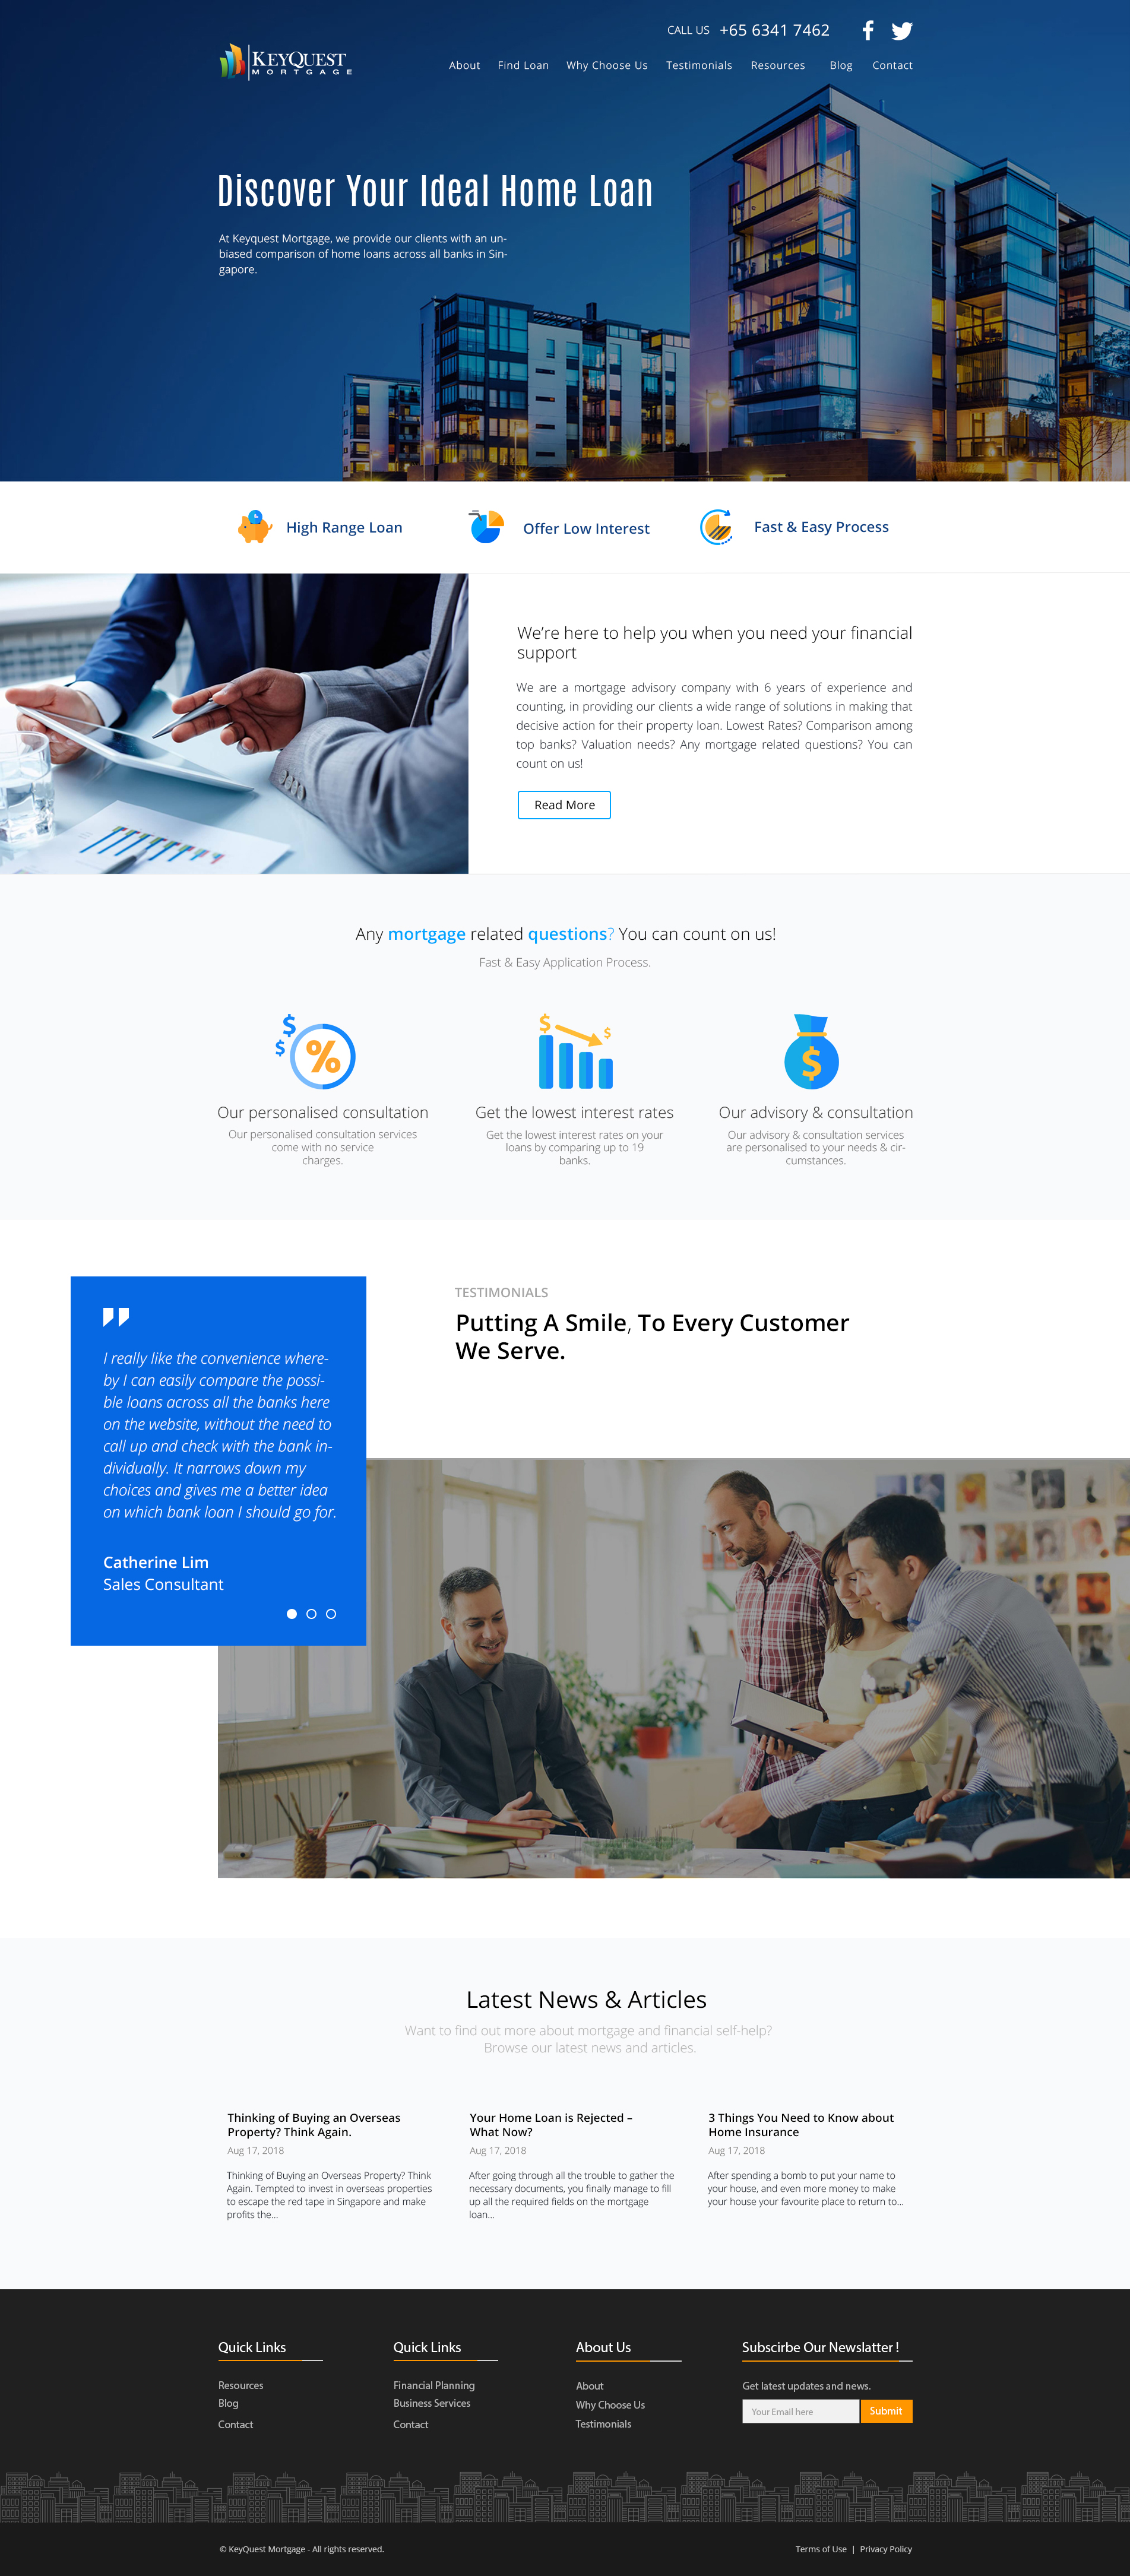 CALL US +65 6341 7462
KEYQUEST
MORTGAGE
About Find Loan Why Choose Us Testimonials Resources Blog Contact
Discover Your Ideal Home Loan
At Keyquest Mortgage, we provide our clients with an un-
biased comparison of home loans across all banks in Sin-
gapore.
High Range Loan
Offer Low Interest
Fast & Easy Process
We’re here to help you when you need your financial
support
We are a mortgage advisory company with 6 years of experience and
counting, in providing our clients a wide range of solutions in making that
decisive action for their property loan. Lowest Rates? Comparison among
top banks? Valuation needs? Any mortgage related questions? You can
count on us!
Read More
Any mortgage related questions? You can count on us!
Fast & Easy Application Process.
Our personalised consultation
Our personalised consultation services
come with no service
charges.
Get the lowest interest rates
Get the lowest interest rates on your
loans by comparing up to 19
banks.
Our advisory & consultation
Our advisory & consultation services
are personalised to your needs & cir-
cumstances.
I really like the convenience where-
by I can easily compare the possi-
ble loans across all the banks here
on the website, without the need to
call up and check with the bank in-
dividually. It narrows down my
choices and gives me a better idea
on which bank loan I should go for.
Catherine Lim
Sales Consultant
TESTIMONIALS
Putting A Smile, To Every Customer
We Serve.
Latest News & Articles
Want to find out more about mortgage and financial self-help?
Browse our latest news and articles.
Thinking of Buying an Overseas
Property? Think Again.
Aug 17, 2018
Thinking of Buying an Overseas Property? Think
Again. Tempted to invest in overseas properties
to escape the red tape in Singapore and make
profits the...
Your Home Loan is Rejected –
What Now?
Aug 17, 2018
After going through all the trouble to gather the
necessary documents, you finally manage to fill
up all the required fields on the mortgage
loan...
3 Things You Need to Know about
Home Insurance
Aug 17, 2018
After spending a bomb to put your name to
your house, and even more money to make
your house your favourite place to return to...
Quick Links
Resources
Blog
Contact
Quick Links
Financial Planning
Business Services
Contact
About Us
About
Why Choose Us
Testimonials
Subscirbe Our Newslatter !
Get latest updates and news.
Your Email here
Submit
© KeyQuest Mortgage - All rights reserved.
Terms of Use | Privacy Policy